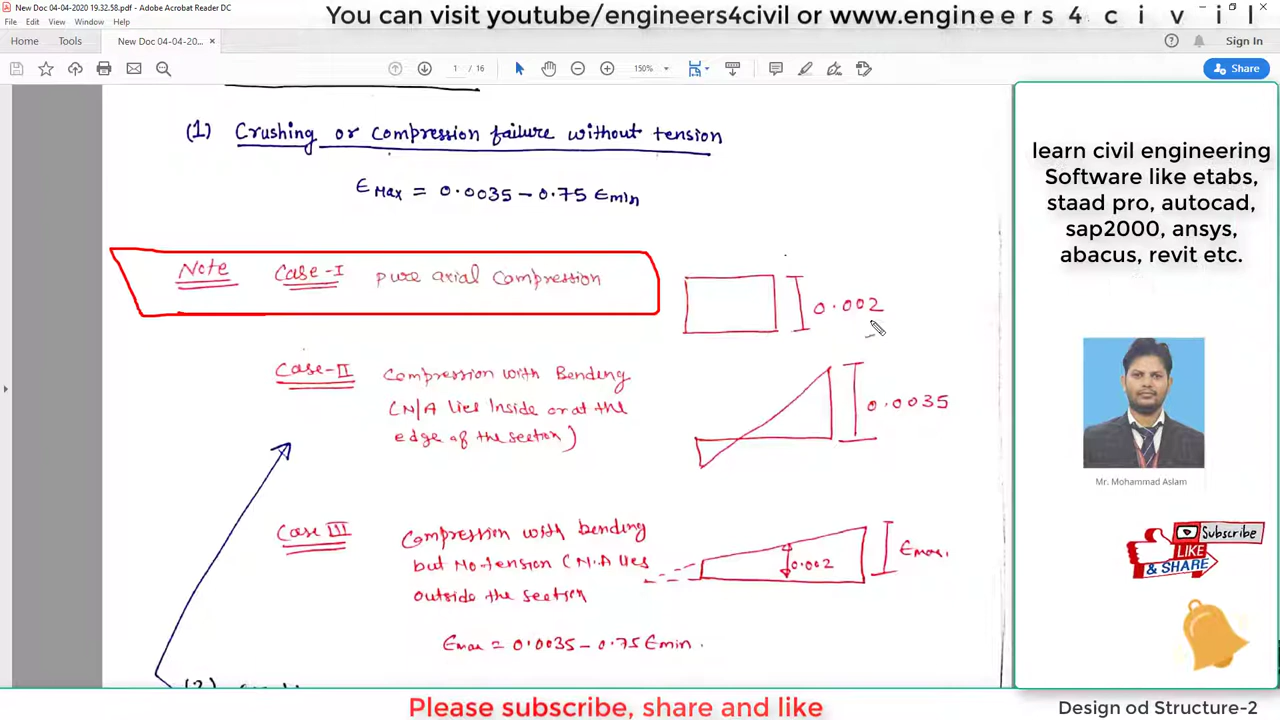 New Doc 04-04-2020 19.32.58.pdf - Adobe Acrobat Reader DC
You can visit youtube/engineers4civil or www.engineers4civil
File Edit View Window Help
Home Tools New Doc 04-04-20... × Sign In
1 / 16 150% Share
(1) Crushing or Compression failure without tension
ЄMax = 0.0035 - 0.75 Єmin
Note Case-I pure axial Compression
0.002
Case-II Compression with Bending
(N/A lies Inside or at the
edge of the section)
0.0035
Case III Compression with bending
but No-tension (N.A lies
outside the section
0.002
Єmax.
Єmax = 0.0035 - 0.75 Єmin.
(2)
learn civil engineering
Software like etabs,
staad pro, autocad,
sap2000, ansys,
abacus, revit etc.
Mr. Mohammad Aslam
Subscribe
LIKE
& SHARE
Please subscribe, share and like
Design od Structure-2